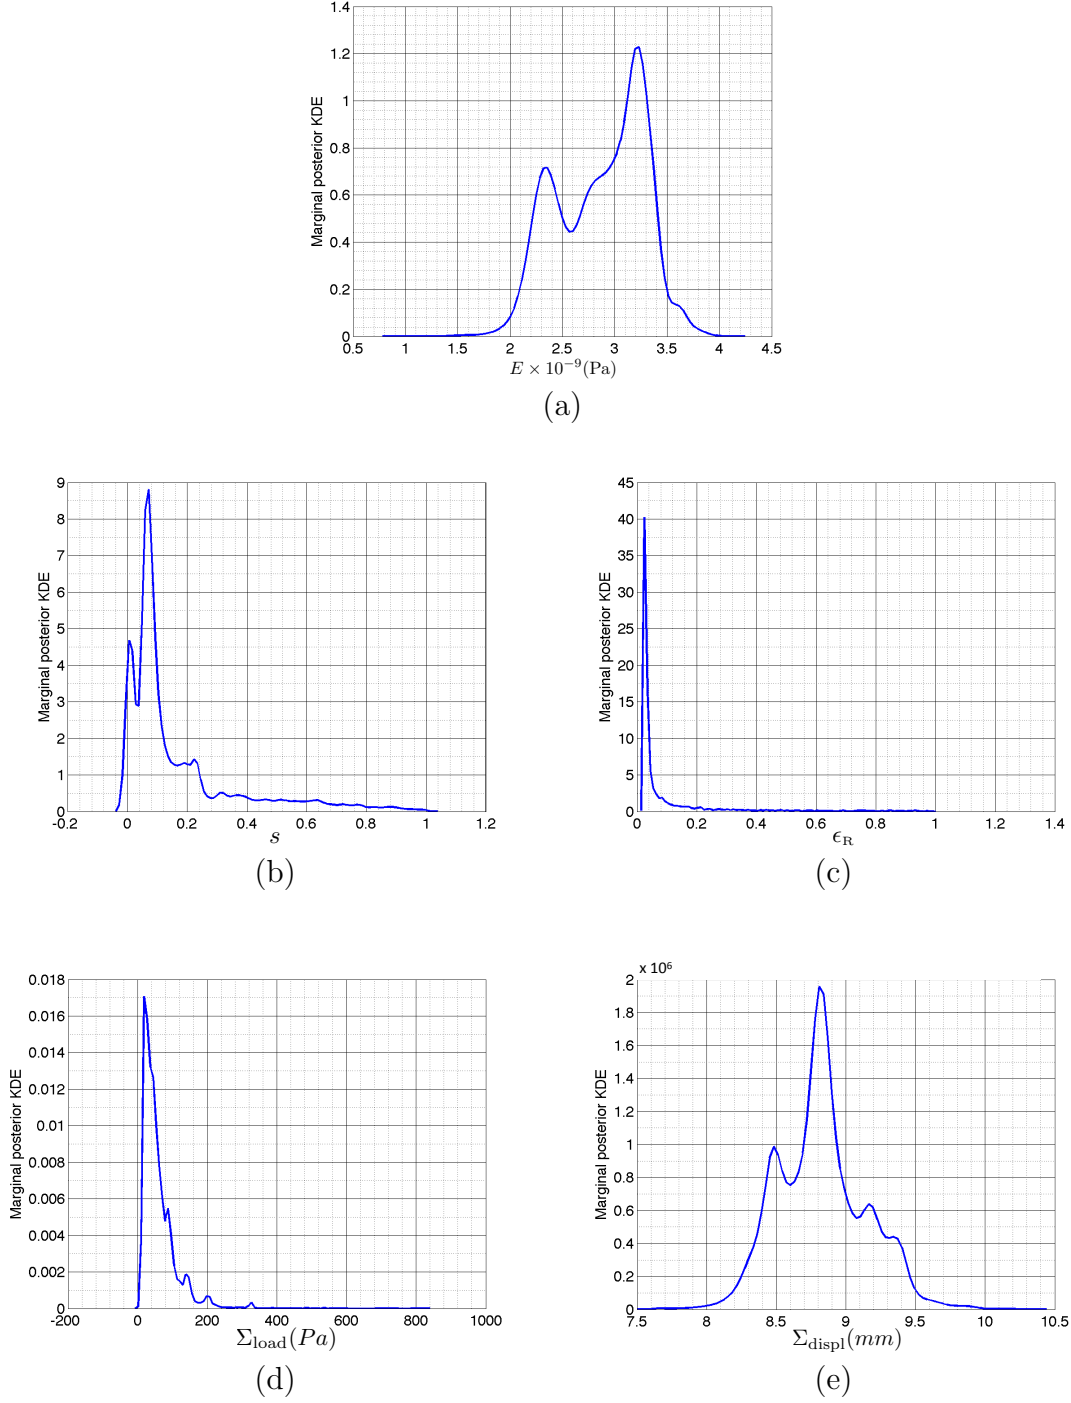 1.4
1.2
1
0.8
0.6
0.4
0.2
0
Marginal posterior KDE
0.5 1 1.5 2 2.5 3 3.5 4 4.5
E × 10⁻⁹(Pa)
(a)
9
8
7
6
5
4
3
2
1
0
Marginal posterior KDE
-0.2 0 0.2 0.4 0.6 0.8 1 1.2
s
(b)
45
40
35
30
25
20
15
10
5
0
Marginal posterior KDE
0 0.2 0.4 0.6 0.8 1 1.2 1.4
ϵ_R
(c)
0.018
0.016
0.014
0.012
0.01
0.008
0.006
0.004
0.002
0
Marginal posterior KDE
-200 0 200 400 600 800 1000
Σ_load(Pa)
(d)
x 10⁶
2
1.8
1.6
1.4
1.2
1
0.8
0.6
0.4
0.2
0
Marginal posterior KDE
7.5 8 8.5 9 9.5 10 10.5
Σ_displ(mm)
(e)